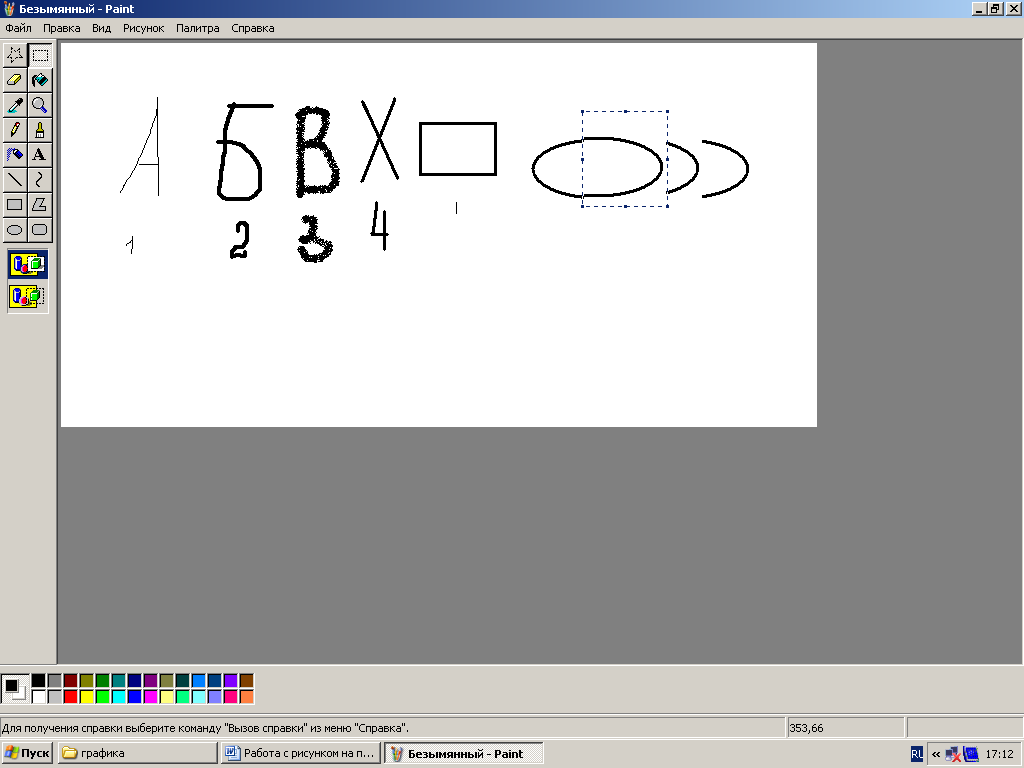 Безымянный - Paint
Файл Правка Вид Рисунок Палитра Справка
А Б В Х
1 2 3 4
Для получения справки выберите команду "Вызов справки" из меню "Справка". 353,66
Пуск графика Работа с рисунком на п... Безымянный - Paint RL « 17:12